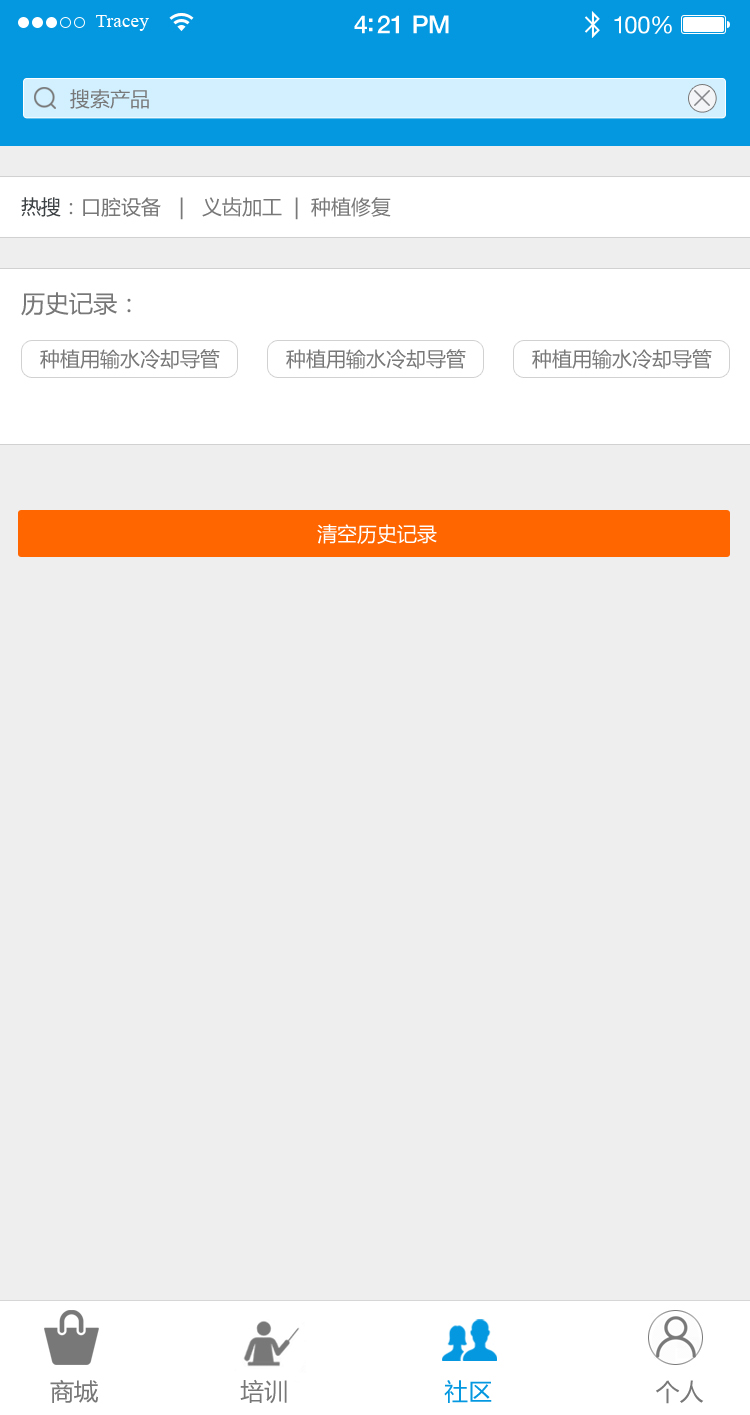 Tracey 4:21 PM 100%
搜索产品
热搜：口腔设备 | 义齿加工 | 种植修复
历史记录：
种植用输水冷却导管 种植用输水冷却导管 种植用输水冷却导管
清空历史记录
商城 培训 社区 个人